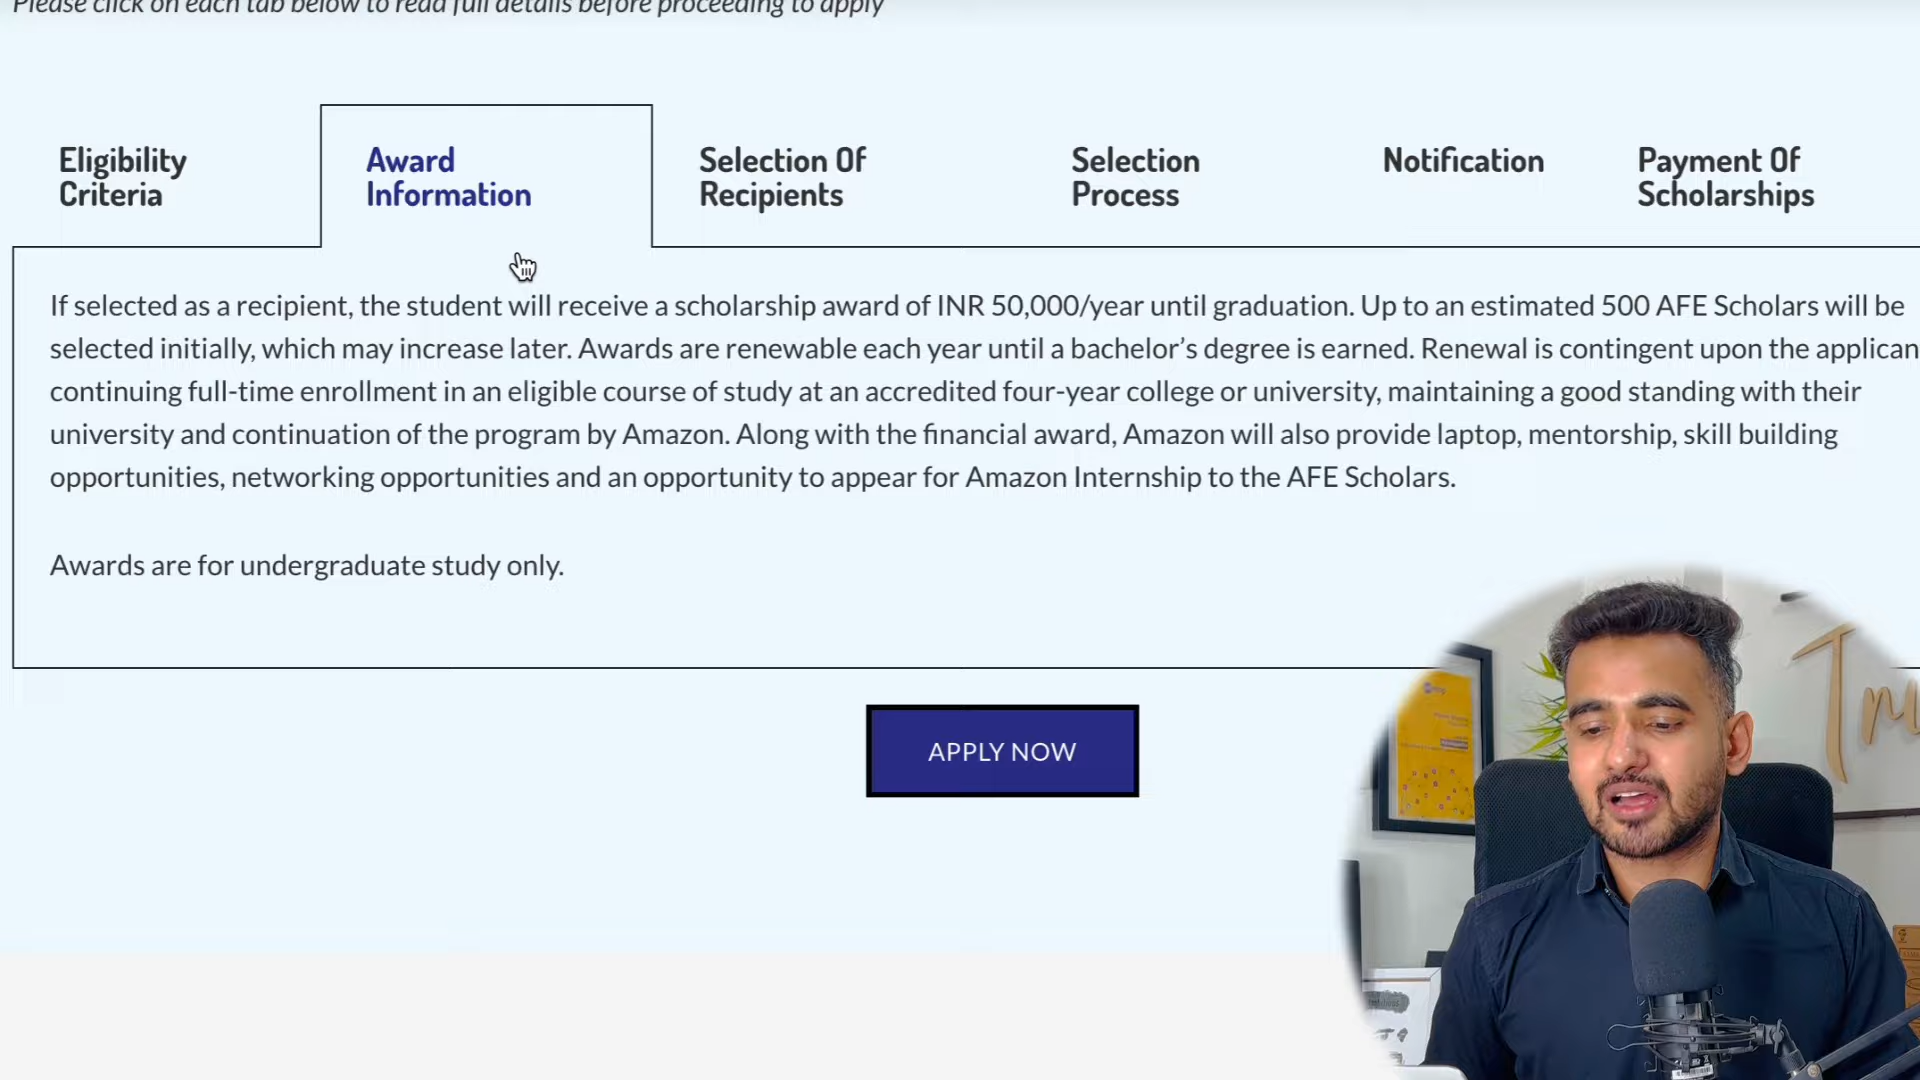 Please click on each tab below to read full details before proceeding to apply
Eligibility
Criteria
Award
Information
Selection Of
Recipients
Selection
Process
Notification
Payment Of
Scholarships
If selected as a recipient, the student will receive a scholarship award of INR 50,000/year until graduation. Up to an estimated 500 AFE Scholars will be
selected initially, which may increase later. Awards are renewable each year until a bachelor’s degree is earned. Renewal is contingent upon the applican
continuing full-time enrollment in an eligible course of study at an accredited four-year college or university, maintaining a good standing with their
university and continuation of the program by Amazon. Along with the financial award, Amazon will also provide laptop, mentorship, skill building
opportunities, networking opportunities and an opportunity to appear for Amazon Internship to the AFE Scholars.
Awards are for undergraduate study only.
APPLY NOW